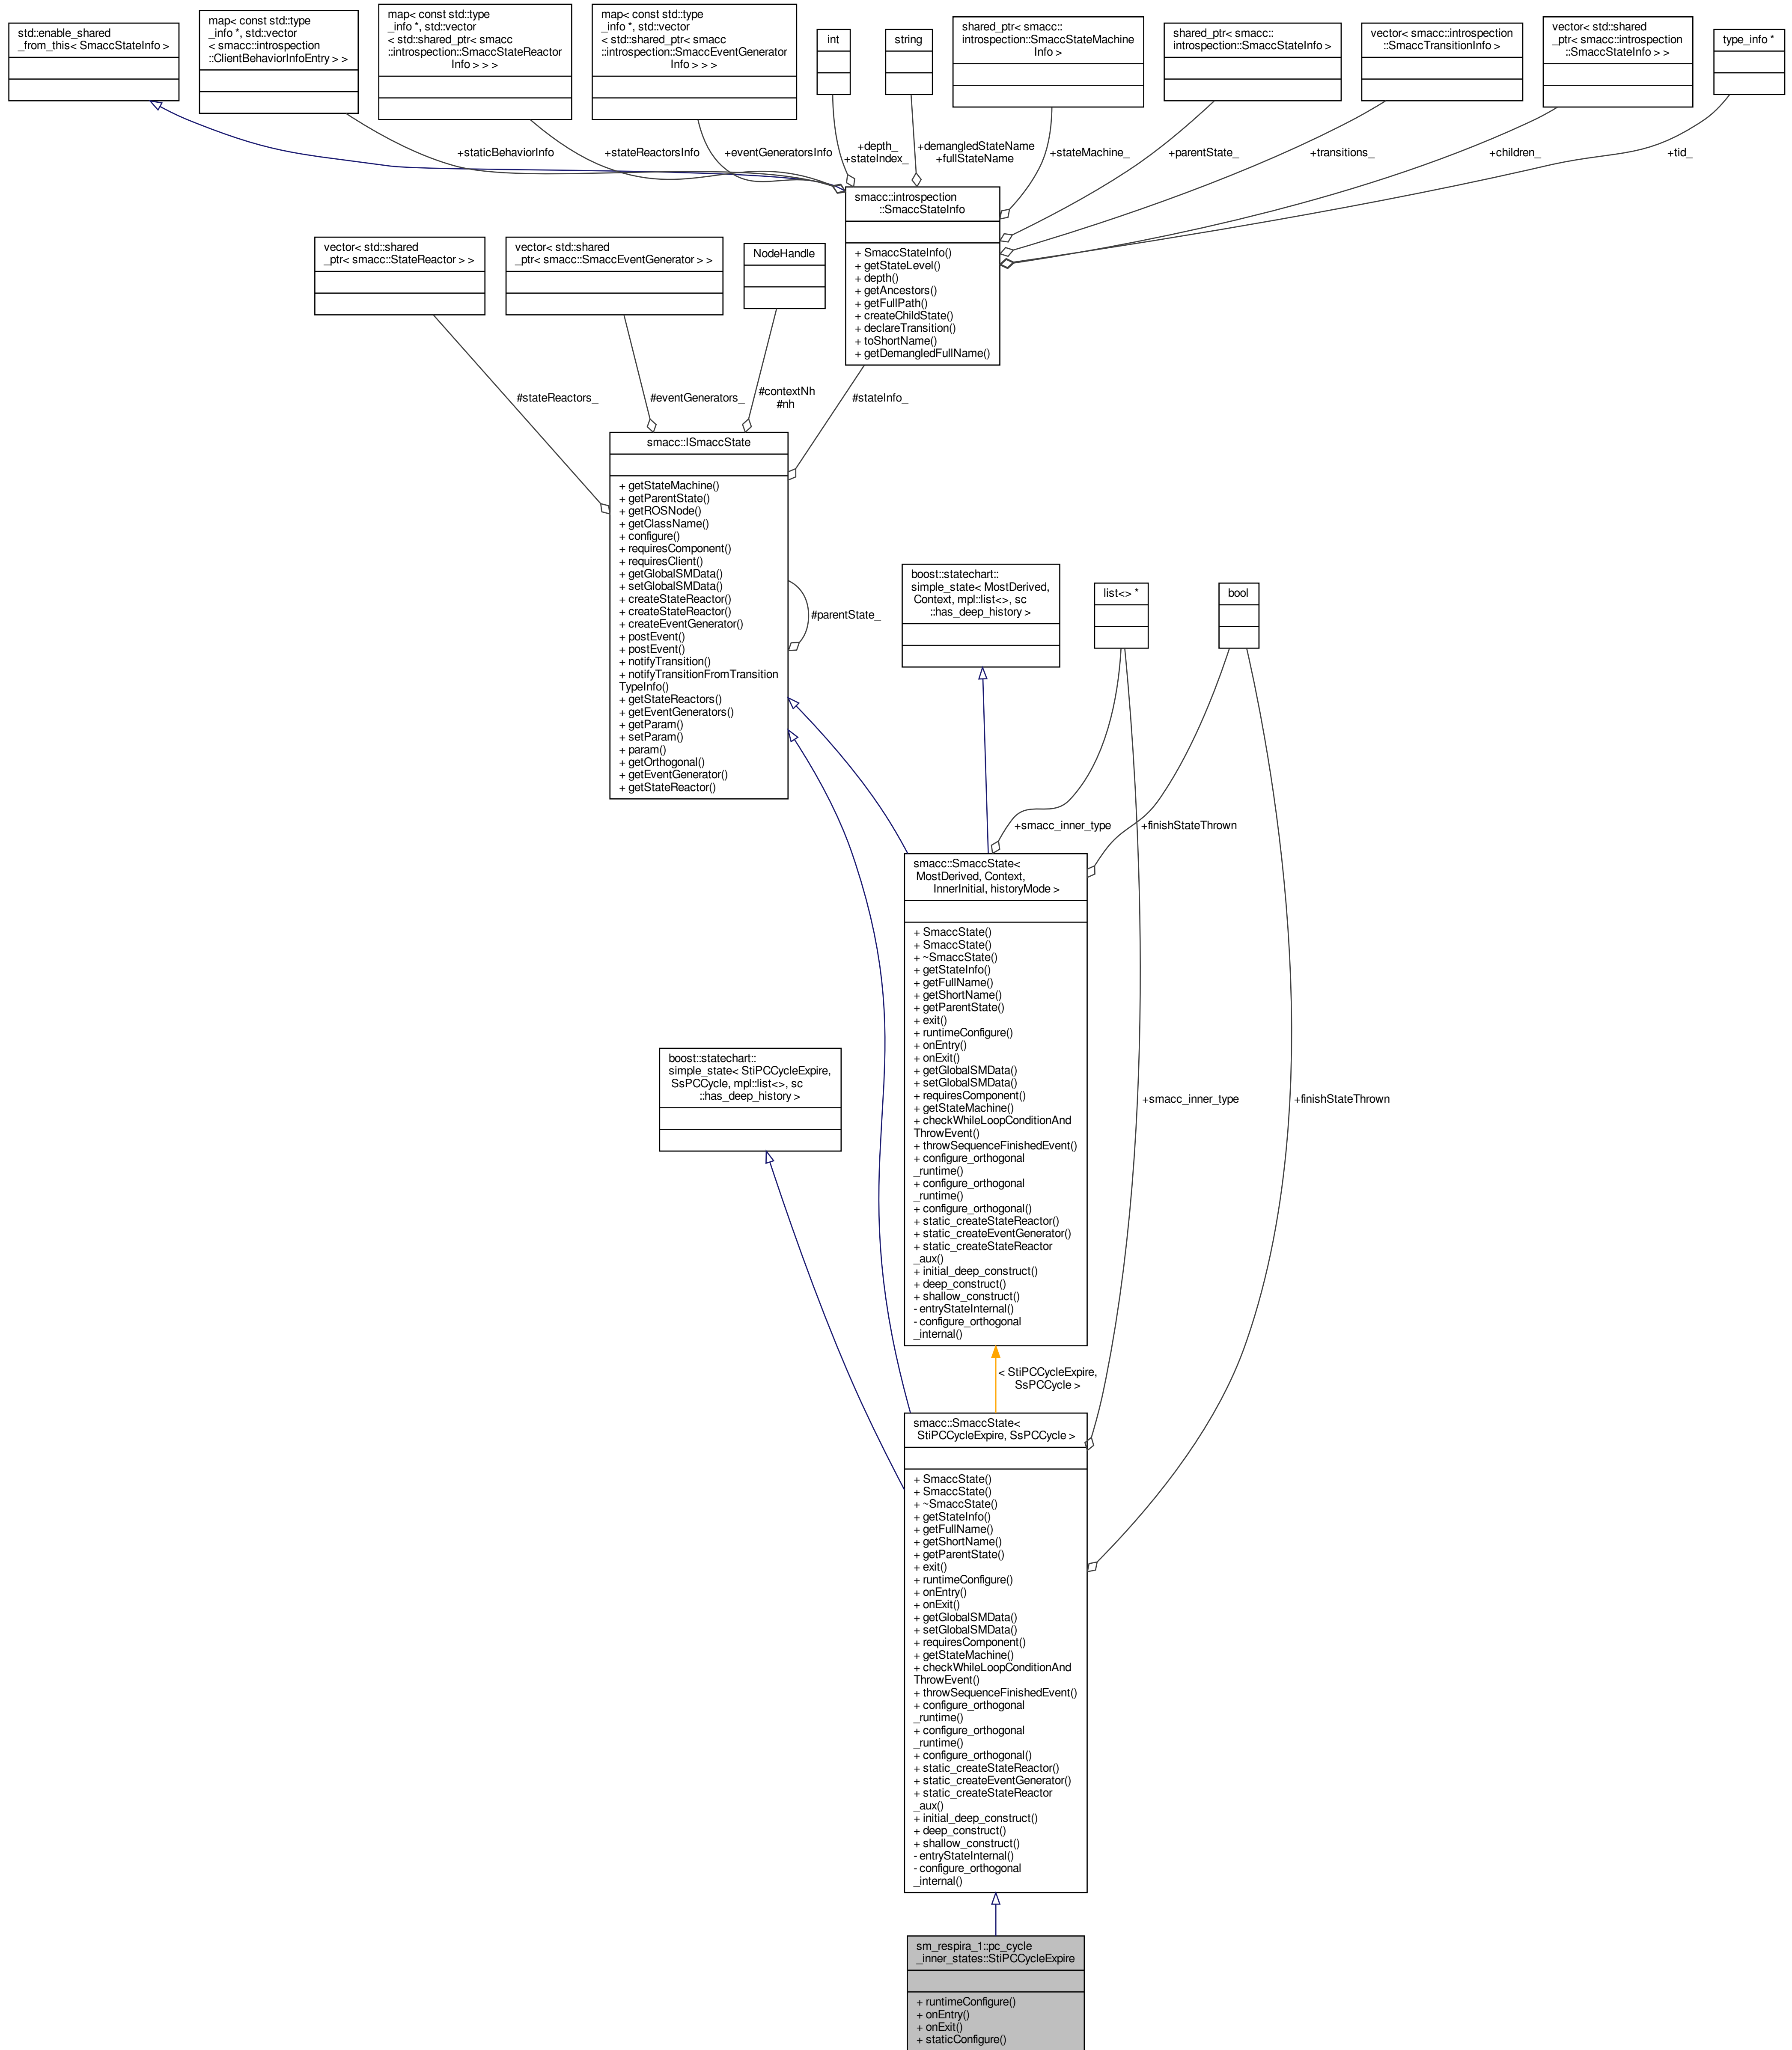 std::enable_shared
_from_this< SmaccStateInfo >
map< const std::type
_info *, std::vector
< smacc::introspection
::ClientBehaviorInfoEntry > >
map< const std::type
_info *, std::vector
< std::shared_ptr< smacc
::introspection::SmaccStateReactor
Info > > >
map< const std::type
_info *, std::vector
< std::shared_ptr< smacc
::introspection::SmaccEventGenerator
Info > > >
int
string
shared_ptr< smacc::
introspection::SmaccStateMachine
Info >
shared_ptr< smacc::
introspection::SmaccStateInfo >
vector< smacc::introspection
::SmaccTransitionInfo >
vector< std::shared
_ptr< smacc::introspection
::SmaccStateInfo > >
type_info *
+staticBehaviorInfo
+stateReactorsInfo
+eventGeneratorsInfo
+depth_
+stateIndex_
+demangledStateName
+fullStateName
+stateMachine_
+parentState_
+transitions_
+children_
+tid_
smacc::introspection
::SmaccStateInfo
+ SmaccStateInfo()
+ getStateLevel()
+ depth()
+ getAncestors()
+ getFullPath()
+ createChildState()
+ declareTransition()
+ toShortName()
+ getDemangledFullName()
vector< std::shared
_ptr< smacc::StateReactor > >
vector< std::shared
_ptr< smacc::SmaccEventGenerator > >
NodeHandle
#stateReactors_
#eventGenerators_
#contextNh
#nh
#stateInfo_
smacc::ISmaccState
+ getStateMachine()
+ getParentState()
+ getROSNode()
+ getClassName()
+ configure()
+ requiresComponent()
+ requiresClient()
+ getGlobalSMData()
+ setGlobalSMData()
+ createStateReactor()
+ createStateReactor()
+ createEventGenerator()
+ postEvent()
+ postEvent()
+ notifyTransition()
+ notifyTransitionFromTransition
TypeInfo()
+ getStateReactors()
+ getEventGenerators()
+ getParam()
+ setParam()
+ param()
+ getOrthogonal()
+ getEventGenerator()
+ getStateReactor()
#parentState_
boost::statechart::
simple_state< MostDerived,
Context, mpl::list<>, sc
::has_deep_history >
list<> *
bool
+smacc_inner_type
+finishStateThrown
smacc::SmaccState<
MostDerived, Context,
InnerInitial, historyMode >
+ SmaccState()
+ SmaccState()
+ ~SmaccState()
+ getStateInfo()
+ getFullName()
+ getShortName()
+ getParentState()
+ exit()
+ runtimeConfigure()
+ onEntry()
+ onExit()
+ getGlobalSMData()
+ setGlobalSMData()
+ requiresComponent()
+ getStateMachine()
+ checkWhileLoopConditionAnd
ThrowEvent()
+ throwSequenceFinishedEvent()
+ configure_orthogonal
_runtime()
+ configure_orthogonal
_runtime()
+ configure_orthogonal()
+ static_createStateReactor()
+ static_createEventGenerator()
+ static_createStateReactor
_aux()
+ initial_deep_construct()
+ deep_construct()
+ shallow_construct()
- entryStateInternal()
- configure_orthogonal
_internal()
boost::statechart::
simple_state< StiPCCycleExpire,
SsPCCycle, mpl::list<>, sc
::has_deep_history >
+smacc_inner_type
+finishStateThrown
< StiPCCycleExpire,
SsPCCycle >
smacc::SmaccState<
StiPCCycleExpire, SsPCCycle >
+ SmaccState()
+ SmaccState()
+ ~SmaccState()
+ getStateInfo()
+ getFullName()
+ getShortName()
+ getParentState()
+ exit()
+ runtimeConfigure()
+ onEntry()
+ onExit()
+ getGlobalSMData()
+ setGlobalSMData()
+ requiresComponent()
+ getStateMachine()
+ checkWhileLoopConditionAnd
ThrowEvent()
+ throwSequenceFinishedEvent()
+ configure_orthogonal
_runtime()
+ configure_orthogonal
_runtime()
+ configure_orthogonal()
+ static_createStateReactor()
+ static_createEventGenerator()
+ static_createStateReactor
_aux()
+ initial_deep_construct()
+ deep_construct()
+ shallow_construct()
- entryStateInternal()
- configure_orthogonal
_internal()
sm_respira_1::pc_cycle
_inner_states::StiPCCycleExpire
+ runtimeConfigure()
+ onEntry()
+ onExit()
+ staticConfigure()